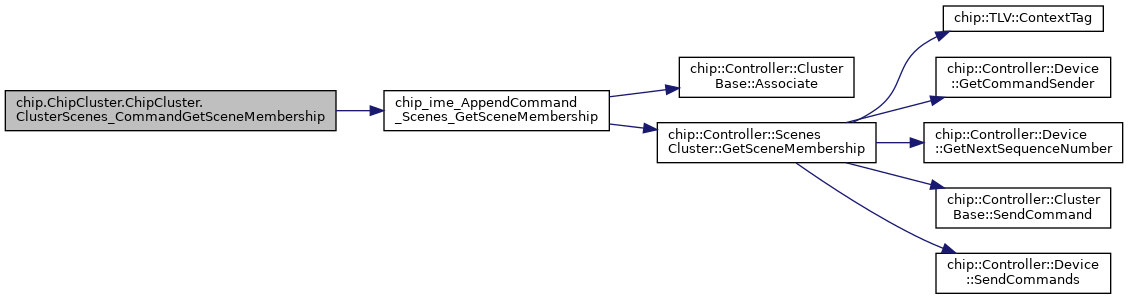 chip.ChipCluster.ChipCluster.
ClusterScenes_CommandGetSceneMembership
chip_ime_AppendCommand
_Scenes_GetSceneMembership
chip::Controller::Cluster
Base::Associate
chip::Controller::Scenes
Cluster::GetSceneMembership
chip::TLV::ContextTag
chip::Controller::Device
::GetCommandSender
chip::Controller::Device
::GetNextSequenceNumber
chip::Controller::Cluster
Base::SendCommand
chip::Controller::Device
::SendCommands